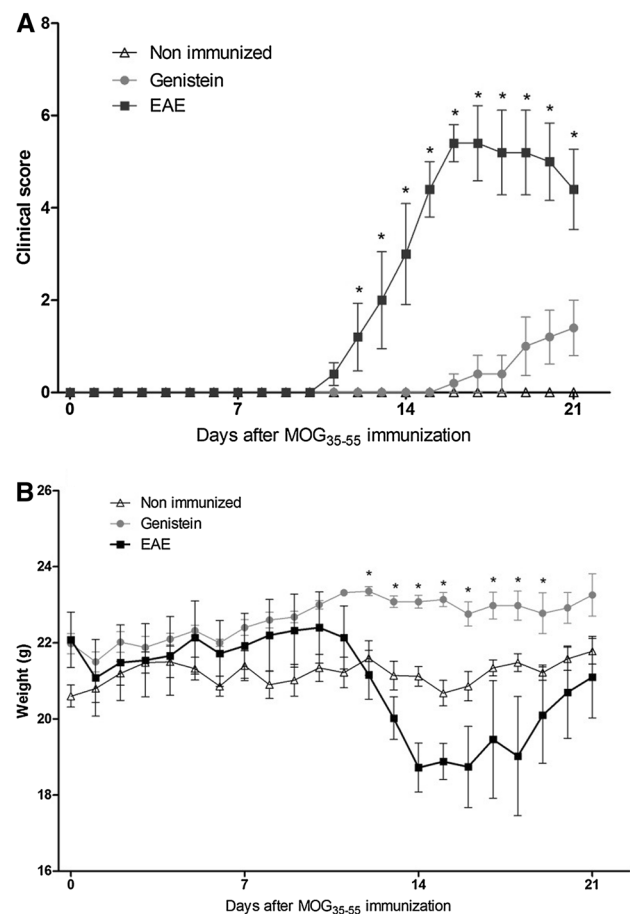 A
8
6
4
2
0
Clinical score
Non immunized
Genistein
EAE
* * * * * * * * * *
0 7 14 21
Days after MOG35-55 immunization
B
26
24
22
20
18
16
Weight (g)
Non immunized
Genistein
EAE
* * * * * * * *
0 7 14 21
Days after MOG35-55 immunization